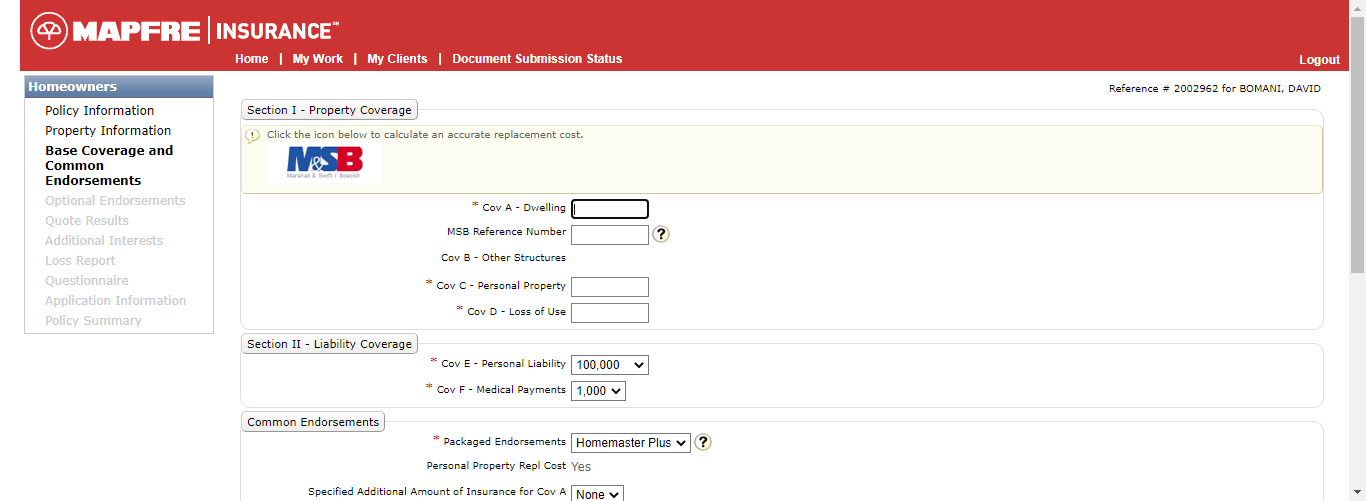 MAPFRE | INSURANCE℠
Home | My Work | My Clients | Document Submission Status
Logout
Reference # 2002962 for BOMANI, DAVID
Homeowners
Policy Information
Property Information
Base Coverage and
Common
Endorsements
Optional Endorsements
Quote Results
Additional Interests
Loss Report
Questionnaire
Application Information
Policy Summary
Section I - Property Coverage
Click the icon below to calculate an accurate replacement cost.
M&SB
Marshall & Swift / Boeckh
* Cov A - Dwelling
MSB Reference Number ?
Cov B - Other Structures
* Cov C - Personal Property
* Cov D - Loss of Use
Section II - Liability Coverage
* Cov E - Personal Liability 100,000
* Cov F - Medical Payments 1,000
Common Endorsements
* Packaged Endorsements Homemaster Plus ?
Personal Property Repl Cost Yes
Specified Additional Amount of Insurance for Cov A None